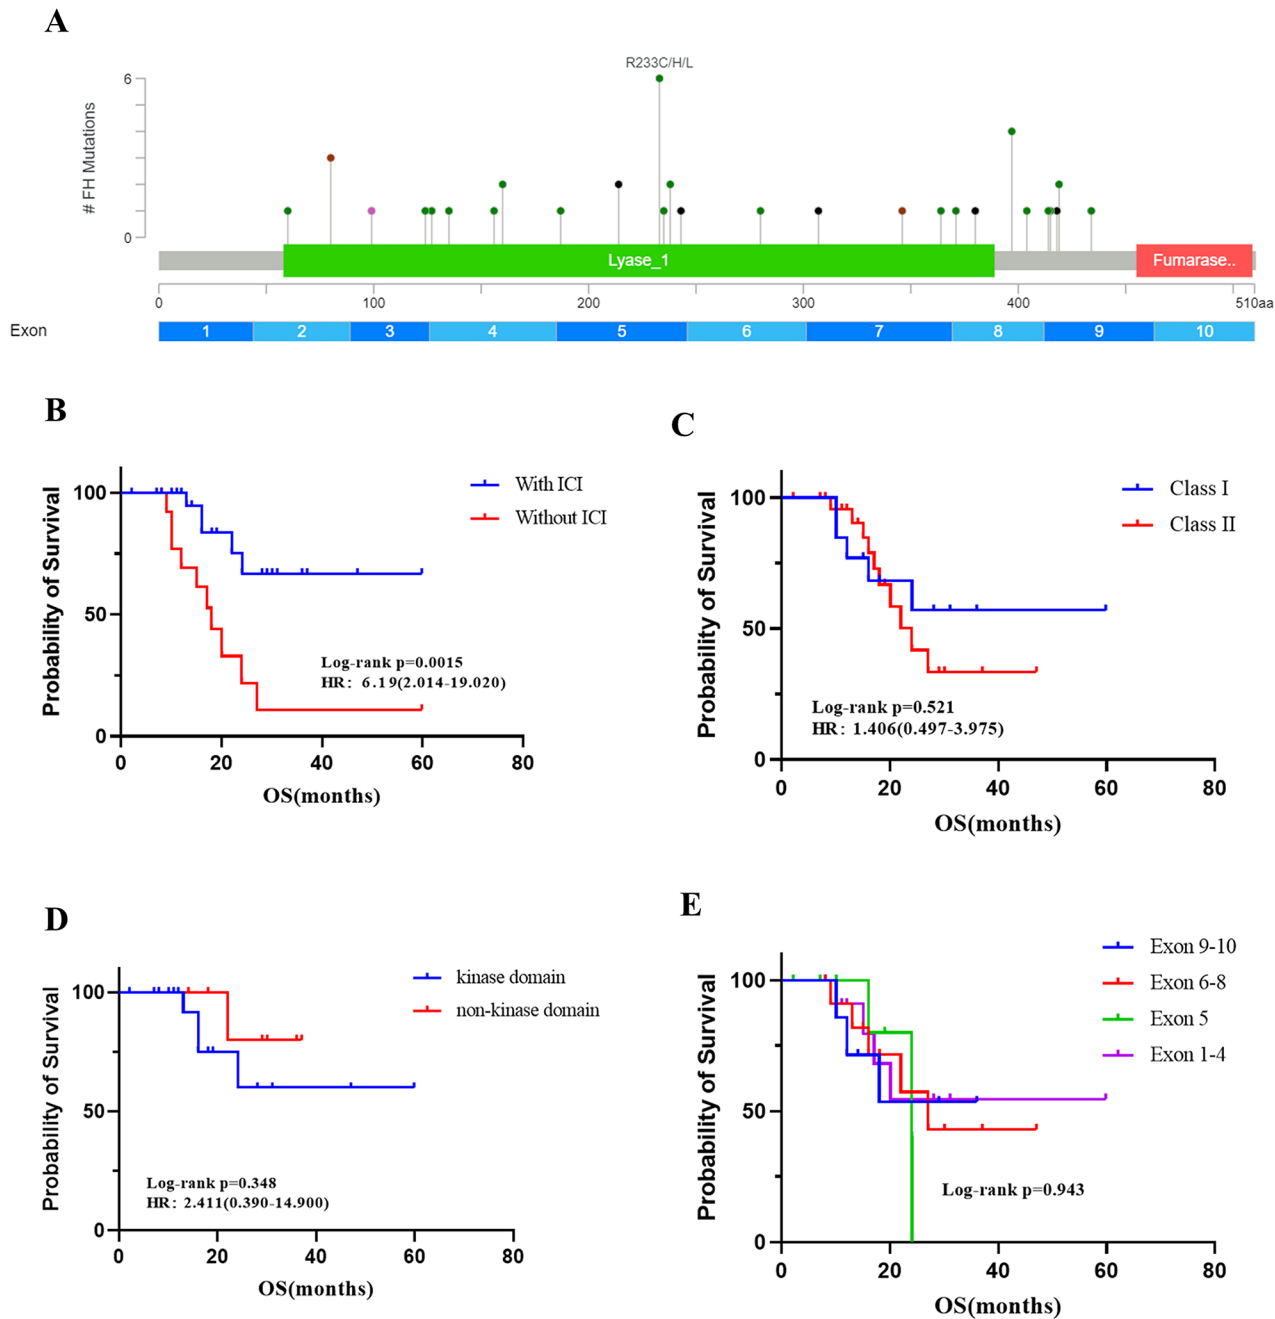 A
R233C/H/L
# FH Mutations
6
0
Lyase_1
Fumarase..
0 100 200 300 400 510aa
Exon 1 2 3 4 5 6 7 8 9 10
B
Probability of Survival
100
50
0
With ICI
Without ICI
Log-rank p=0.0015
HR: 6.19(2.014-19.020)
0 20 40 60 80
OS(months)
C
Probability of Survival
100
50
0
Class I
Class II
Log-rank p=0.521
HR: 1.406(0.497-3.975)
0 20 40 60 80
OS(months)
D
Probability of Survival
100
50
0
kinase domain
non-kinase domain
Log-rank p=0.348
HR: 2.411(0.390-14.900)
0 20 40 60 80
OS(months)
E
Probability of Survival
100
50
0
Exon 9-10
Exon 6-8
Exon 5
Exon 1-4
Log-rank p=0.943
0 20 40 60 80
OS(months)